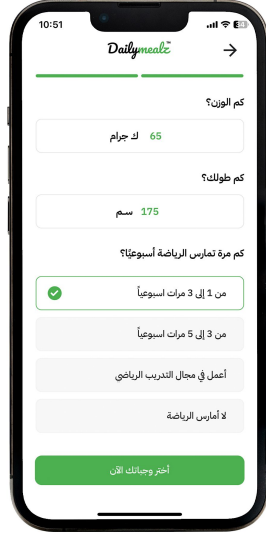 10:51
Dailymealz
كم الوزن؟
65 ك جرام
كم طولك؟
175 سم
كم مرة تمارس الرياضة أسبوعيًا؟
من 1 إلى 3 مرات اسبوعياً
من 3 إلى 5 مرات اسبوعياً
أعمل في مجال التدريب الرياضي
لا أمارس الرياضة
أختر وجباتك الآن